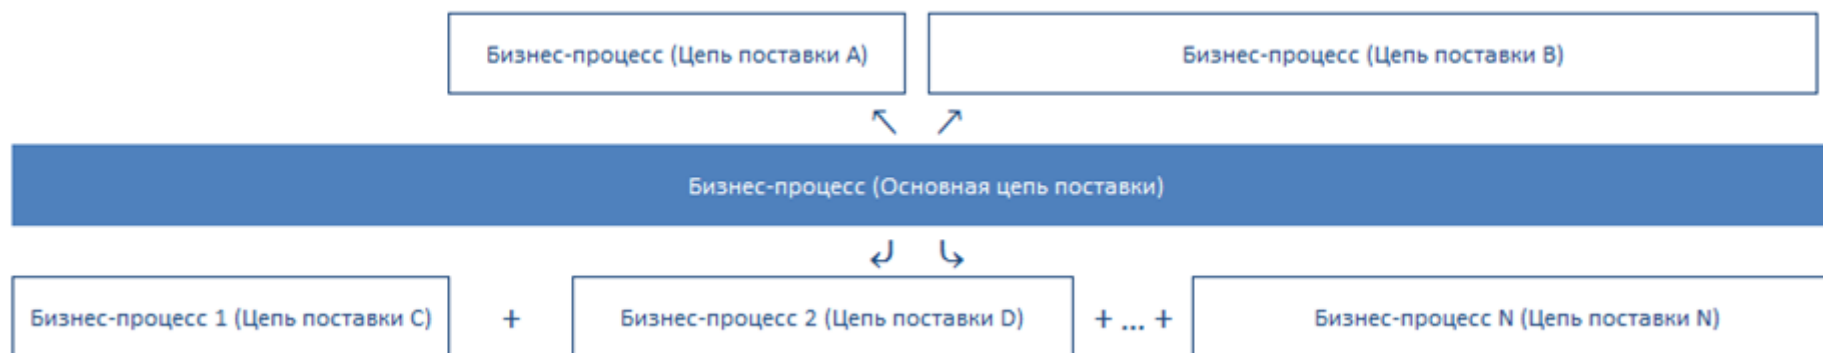 Бизнес-процесс (Цепь поставки А)
Бизнес-процесс (Цепь поставки В)
Бизнес-процесс (Основная цепь поставки)
Бизнес-процесс 1 (Цепь поставки С) + Бизнес-процесс 2 (Цепь поставки D) + ... + Бизнес-процесс N (Цепь поставки N)